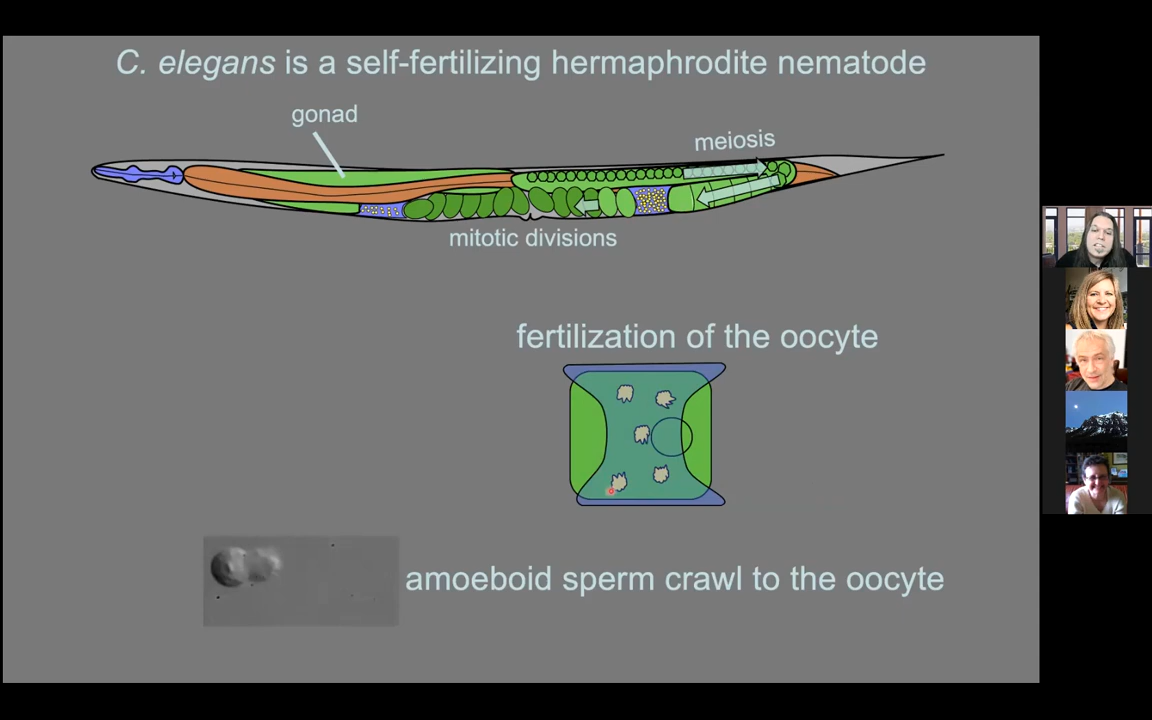 C. elegans is a self-fertilizing hermaphrodite nematode
gonad
meiosis
mitotic divisions
fertilization of the oocyte
amoeboid sperm crawl to the oocyte